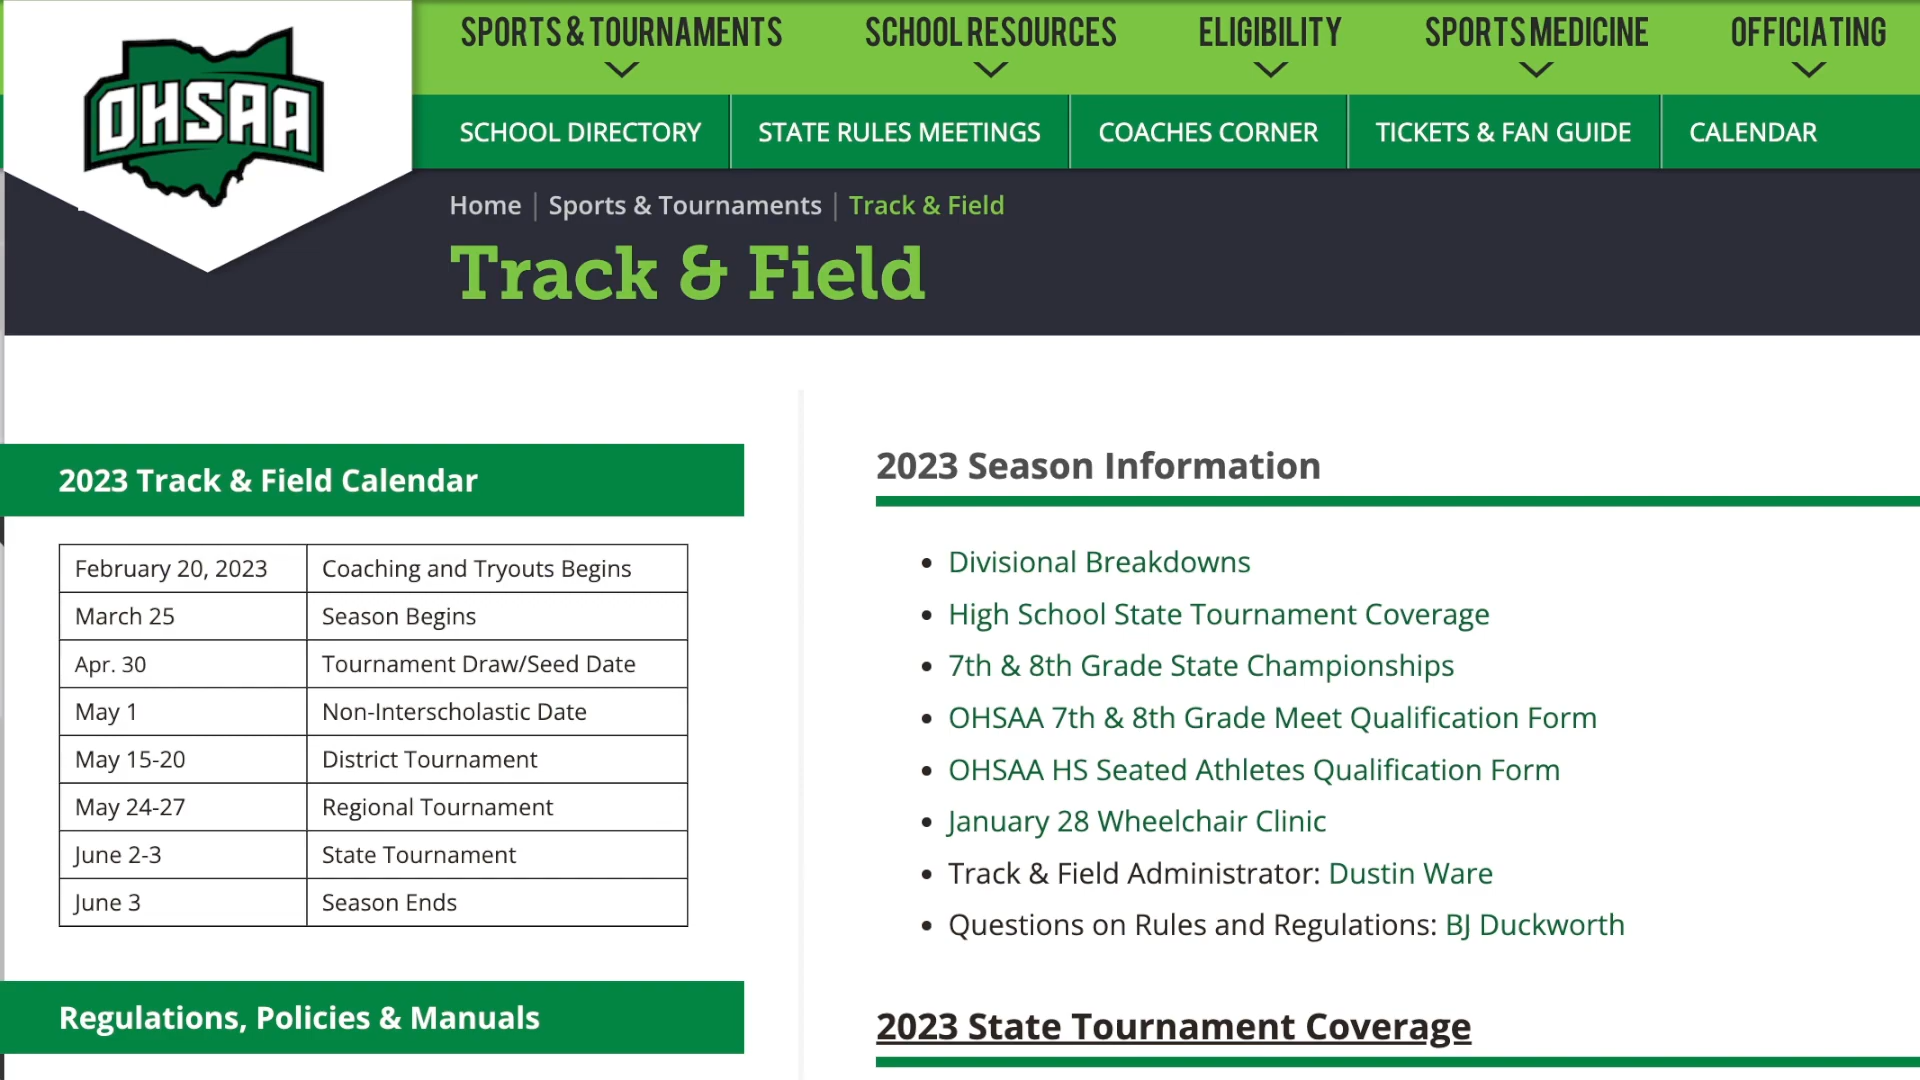 OHSAA
SPORTS & TOURNAMENTS
SCHOOL RESOURCES
ELIGIBILITY
SPORTS MEDICINE
OFFICIATING
SCHOOL DIRECTORY
STATE RULES MEETINGS
COACHES CORNER
TICKETS & FAN GUIDE
CALENDAR
Home | Sports & Tournaments | Track & Field
Track & Field
2023 Track & Field Calendar
February 20, 2023 Coaching and Tryouts Begins
March 25 Season Begins
Apr. 30 Tournament Draw/Seed Date
May 1 Non-Interscholastic Date
May 15-20 District Tournament
May 24-27 Regional Tournament
June 2-3 State Tournament
June 3 Season Ends
Regulations, Policies & Manuals
2023 Season Information
Divisional Breakdowns
High School State Tournament Coverage
7th & 8th Grade State Championships
OHSAA 7th & 8th Grade Meet Qualification Form
OHSAA HS Seated Athletes Qualification Form
January 28 Wheelchair Clinic
Track & Field Administrator: Dustin Ware
Questions on Rules and Regulations: BJ Duckworth
2023 State Tournament Coverage